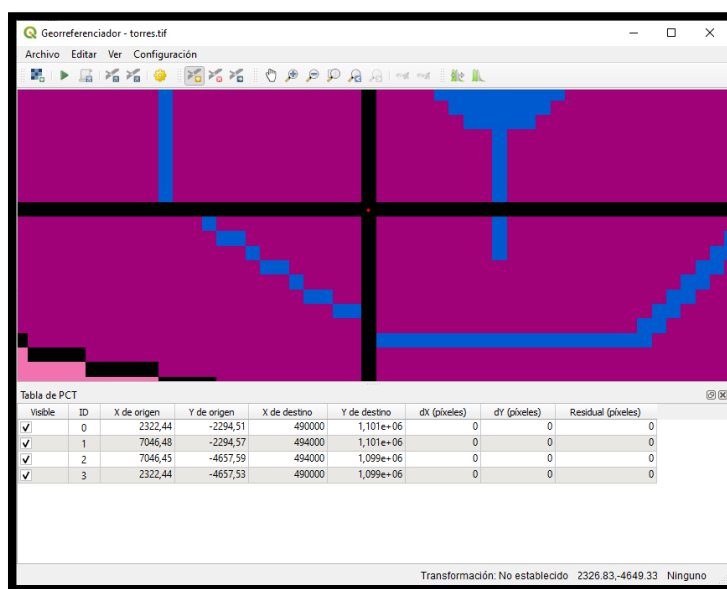 Georreferenciador - torres.tif
Archivo Editar Ver Configuración
Tabla de PCT
Visible ID X de origen Y de origen X de destino Y de destino dX (píxeles) dY (píxeles) Residual (píxeles)
0 2322,44 -2294,51 490000 1,101e+06 0 0 0
1 7046,48 -2294,57 494000 1,101e+06 0 0 0
2 7046,45 -4657,59 494000 1,099e+06 0 0 0
3 2322,44 -4657,53 490000 1,099e+06 0 0 0
Transformación: No establecido 2326.83,-4649.33 Ninguno